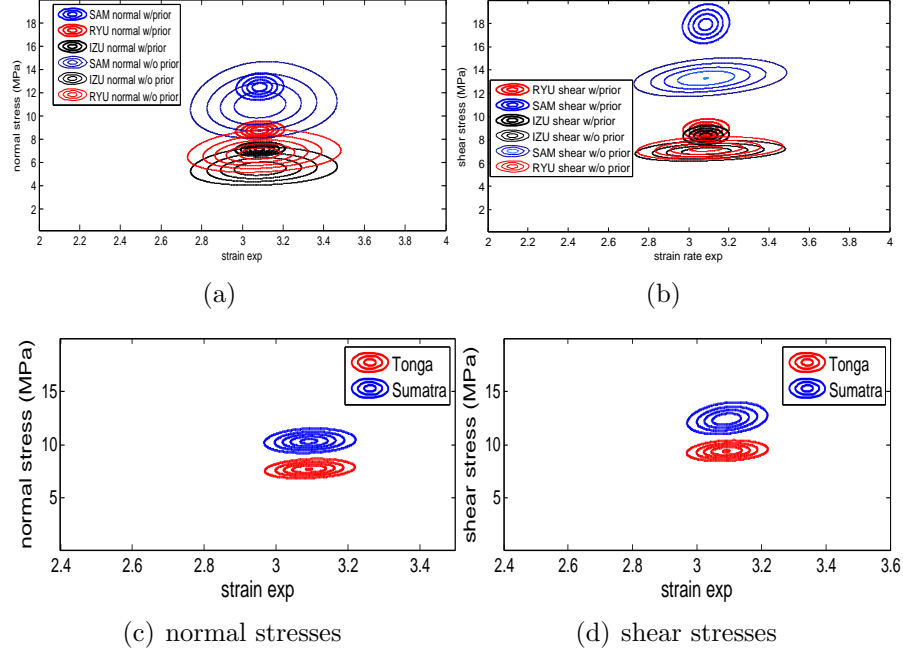 normal stress (MPa)
18
16
14
12
10
8
6
4
2
2 2.2 2.4 2.6 2.8 3 3.2 3.4 3.6 3.8 4
strain exp
SAM normal w/prior
RYU normal w/prior
IZU normal w/prior
SAM normal w/o prior
IZU normal w/o prior
RYU normal w/o prior
(a)
shear stress (MPa)
18
16
14
12
10
8
6
4
2
2 2.2 2.4 2.6 2.8 3 3.2 3.4 3.6 3.8 4
strain rate exp
RYU shear w/prior
SAM shear w/prior
IZU shear w/prior
IZU shear w/o prior
SAM shear w/o prior
RYU shear w/o prior
(b)
normal stress (MPa)
15
10
5
2.4 2.6 2.8 3 3.2 3.4
strain exp
Tonga
Sumatra
(c) normal stresses
shear stress (MPa)
15
10
5
2.4 2.6 2.8 3 3.2 3.4 3.6
strain exp
Tonga
Sumatra
(d) shear stresses